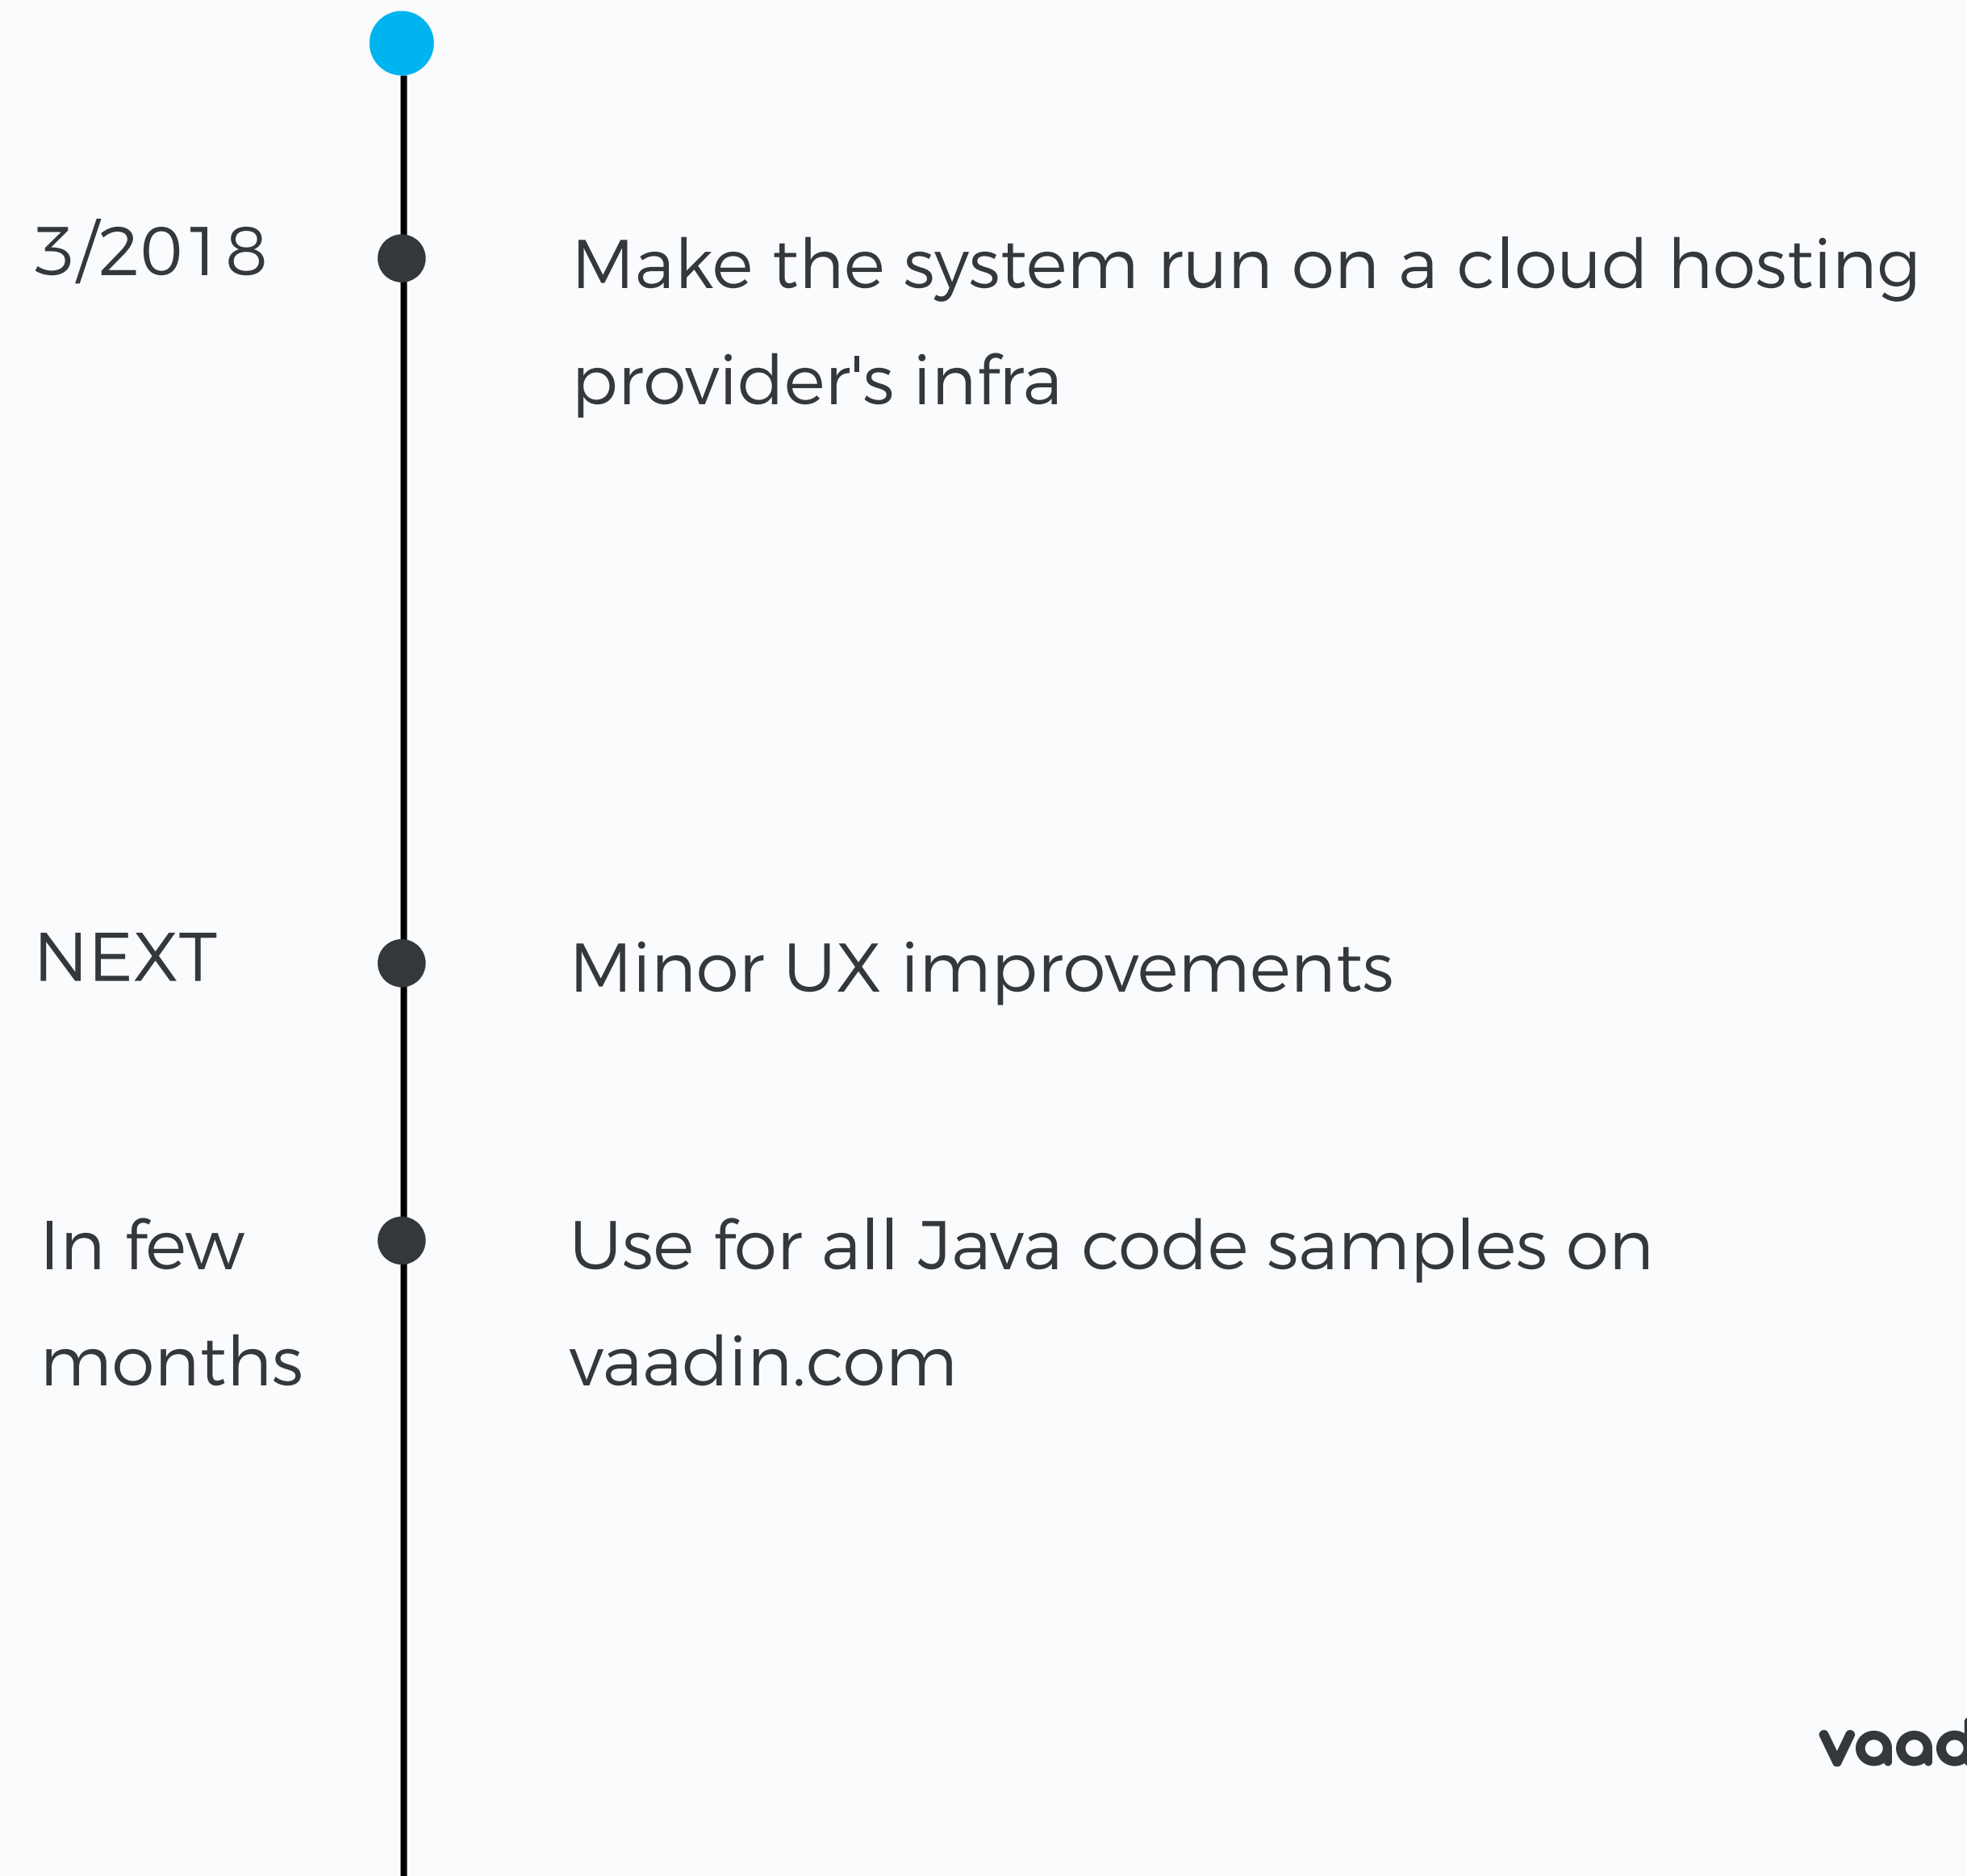 3/2018
Make the system run on a cloud hosting
provider's infra
NEXT
Minor UX improvements
In few
months
Use for all Java code samples on
vaadin.com
vaad